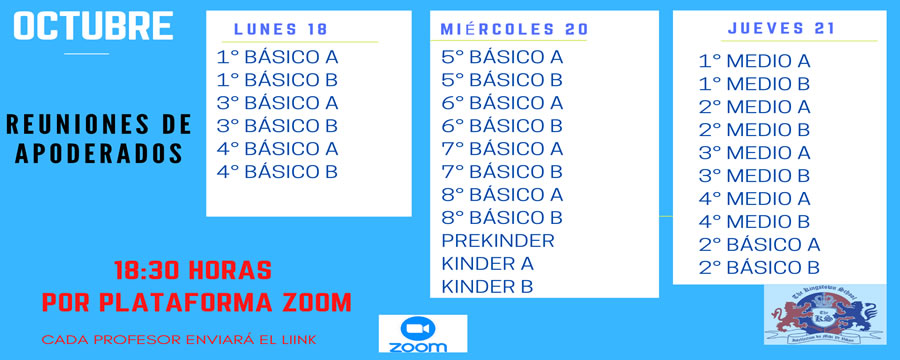 OCTUBRE
REUNIONES DE
APODERADOS
LUNES 18
1° BÁSICO A
1° BÁSICO B
3° BÁSICO A
3° BÁSICO B
4° BÁSICO A
4° BÁSICO B
MIÉRCOLES 20
5° BÁSICO A
5° BÁSICO B
6° BÁSICO A
6° BÁSICO B
7° BÁSICO A
7° BÁSICO B
8° BÁSICO A
8° BÁSICO B
PREKINDER
KINDER A
KINDER B
JUEVES 21
1° MEDIO A
1° MEDIO B
2° MEDIO A
2° MEDIO B
3° MEDIO A
3° MEDIO B
4° MEDIO A
4° MEDIO B
2° BÁSICO A
2° BÁSICO B
18:30 HORAS
POR PLATAFORMA ZOOM
CADA PROFESOR ENVIARÁ EL LIINK
zoom
The Kingstown School
The
KS